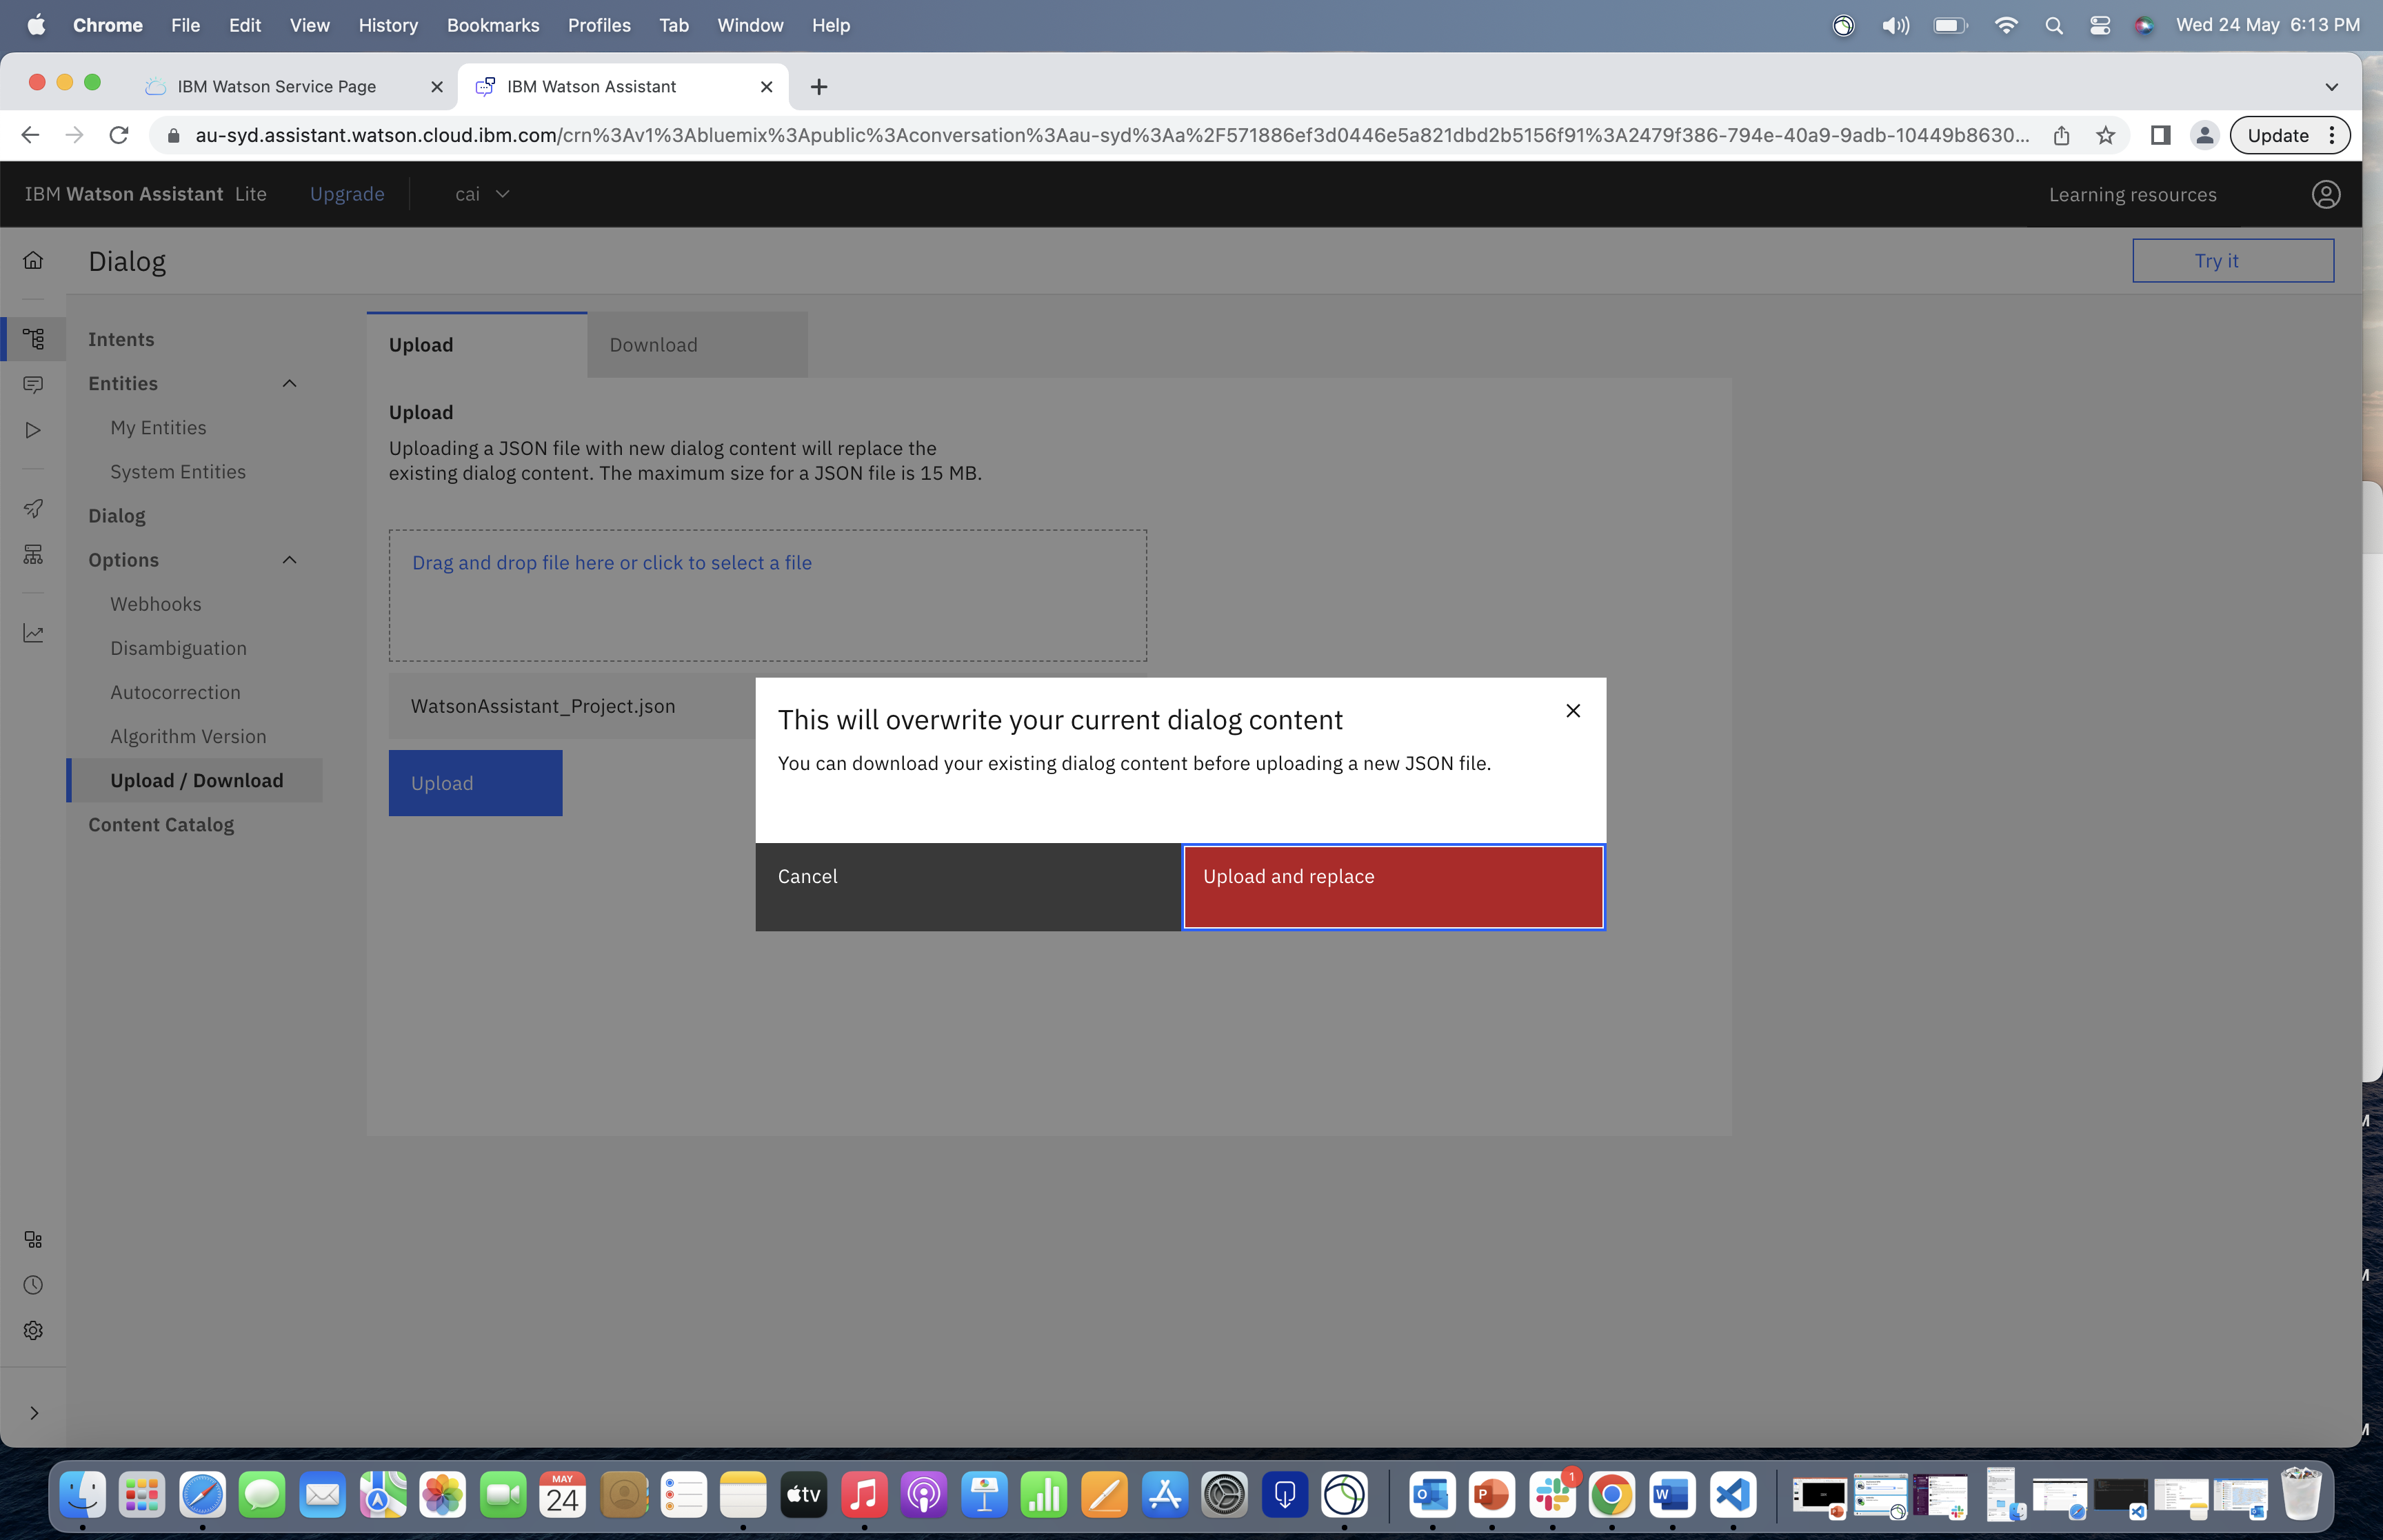 Chrome File Edit View History Bookmarks Profiles Tab Window Help Wed 24 May 6:13 PM
IBM Watson Service Page IBM Watson Assistant
au-syd.assistant.watson.cloud.ibm.com/crn%3Av1%3Abluemix%3Apublic%3Aconversation%3Aau-syd%3Aa%2F571886ef3d0446e5a821dbd2b5156f91%3A2479f386-794e-40a9-9adb-10449b8630... Update
IBM Watson Assistant Lite Upgrade cai Learning resources
Dialog Try it
Intents
Entities
My Entities
System Entities
Dialog
Options
Webhooks
Disambiguation
Autocorrection
Algorithm Version
Upload / Download
Content Catalog
Upload Download
Upload
Uploading a JSON file with new dialog content will replace the
existing dialog content. The maximum size for a JSON file is 15 MB.
Drag and drop file here or click to select a file
WatsonAssistant_Project.json
Upload
This will overwrite your current dialog content
You can download your existing dialog content before uploading a new JSON file.
Cancel Upload and replace
MAY
24
tv
1